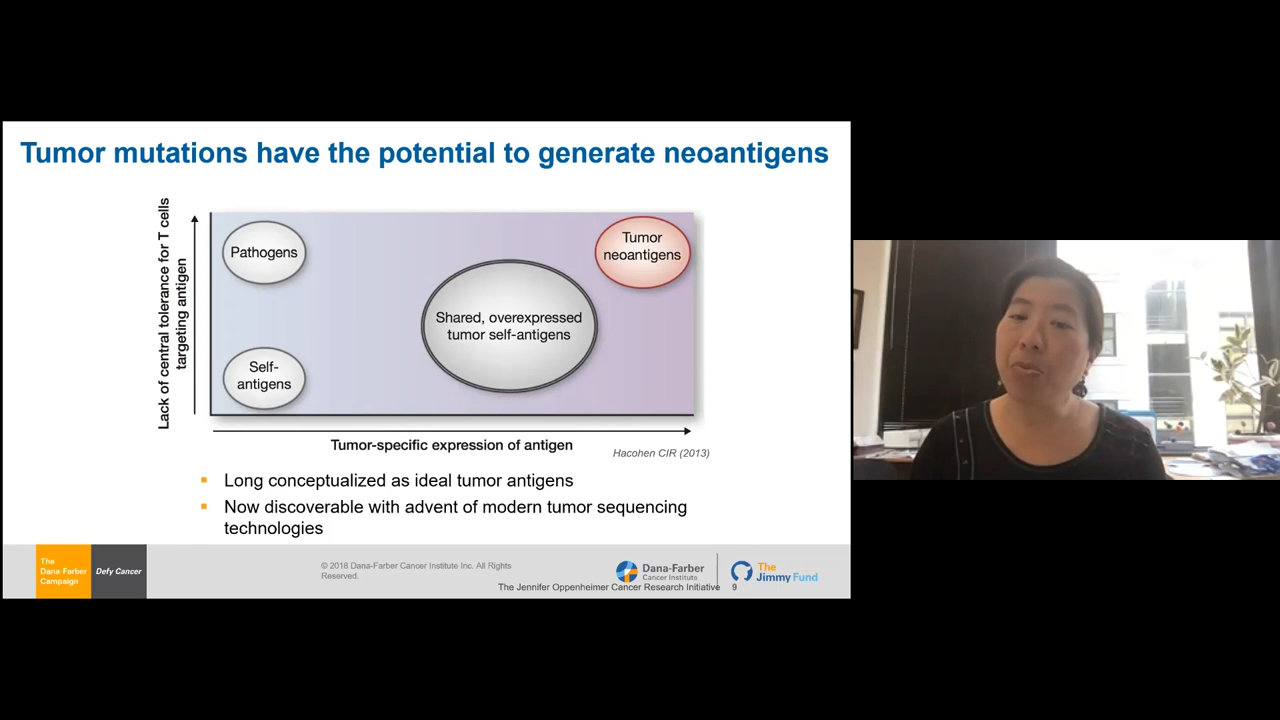 Tumor mutations have the potential to generate neoantigens
Lack of central tolerance for T cells
targeting antigen
Pathogens
Tumor
neoantigens
Shared, overexpressed
tumor self-antigens
Self-
antigens
Tumor-specific expression of antigen
Hacohen CIR (2013)
▪ Long conceptualized as ideal tumor antigens
▪ Now discoverable with advent of modern tumor sequencing
technologies
The
Dana-Farber
Campaign
Defy Cancer
© 2018 Dana-Farber Cancer Institute Inc. All Rights
Reserved.
Dana-Farber
Cancer Institute
The
Jimmy Fund
The Jennifer Oppenheimer Cancer Research Initiative 9